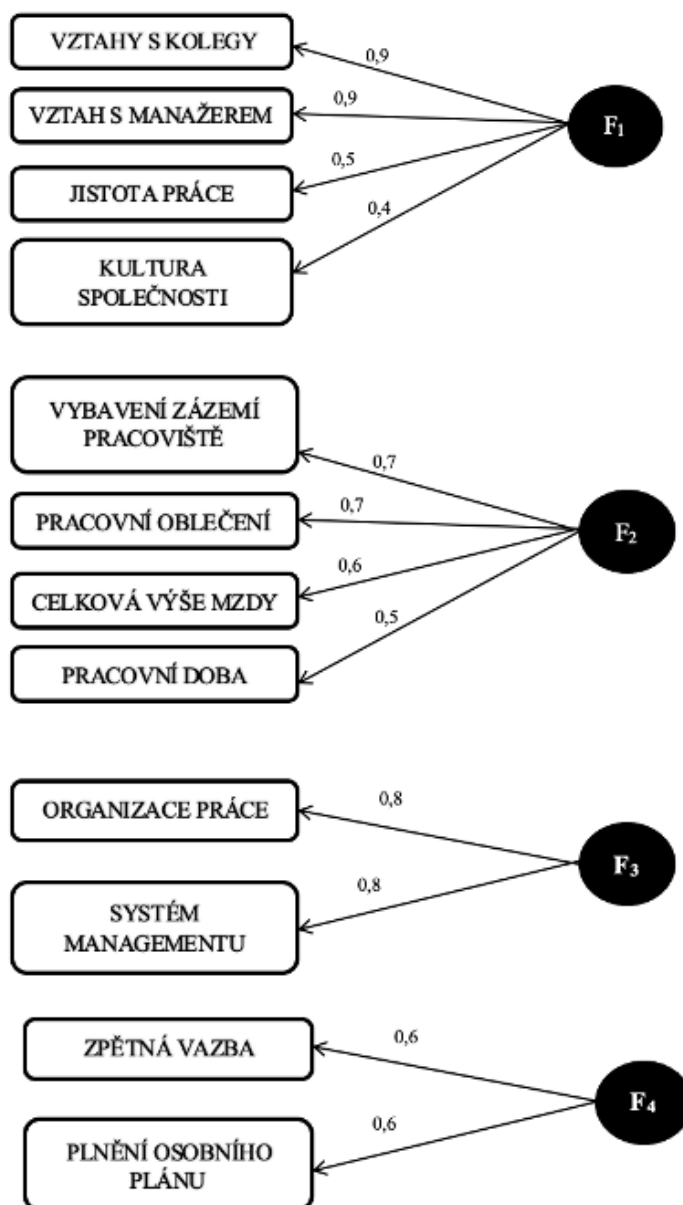 VZTAHY S KOLEGY
0,9
VZTAH S MANAŽEREM
0,9
F1
JISTOTA PRÁCE
0,5
0,4
KULTURA
SPOLEČNOSTI
VYBAVENÍ ZÁZEMÍ
PRACOVIŠTĚ
0,7
PRACOVNÍ OBLEČENÍ
0,7
F2
CELKOVÁ VÝŠE MZDY
0,6
0,5
PRACOVNÍ DOBA
ORGANIZACE PRÁCE
0,8
F3
0,8
SYSTÉM
MANAGEMENTU
ZPĚTNÁ VAZBA
0,6
F4
0,6
PLNĚNÍ OSOBNÍHO
PLÁNU